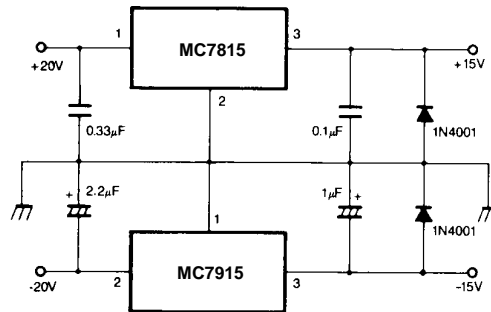 1
MC7815
3
+20V
+15V
2
0.33μF
0.1μF
1N4001
+
2.2μF
1μF
+
1
1N4001
2
MC7915
3
-20V
-15V